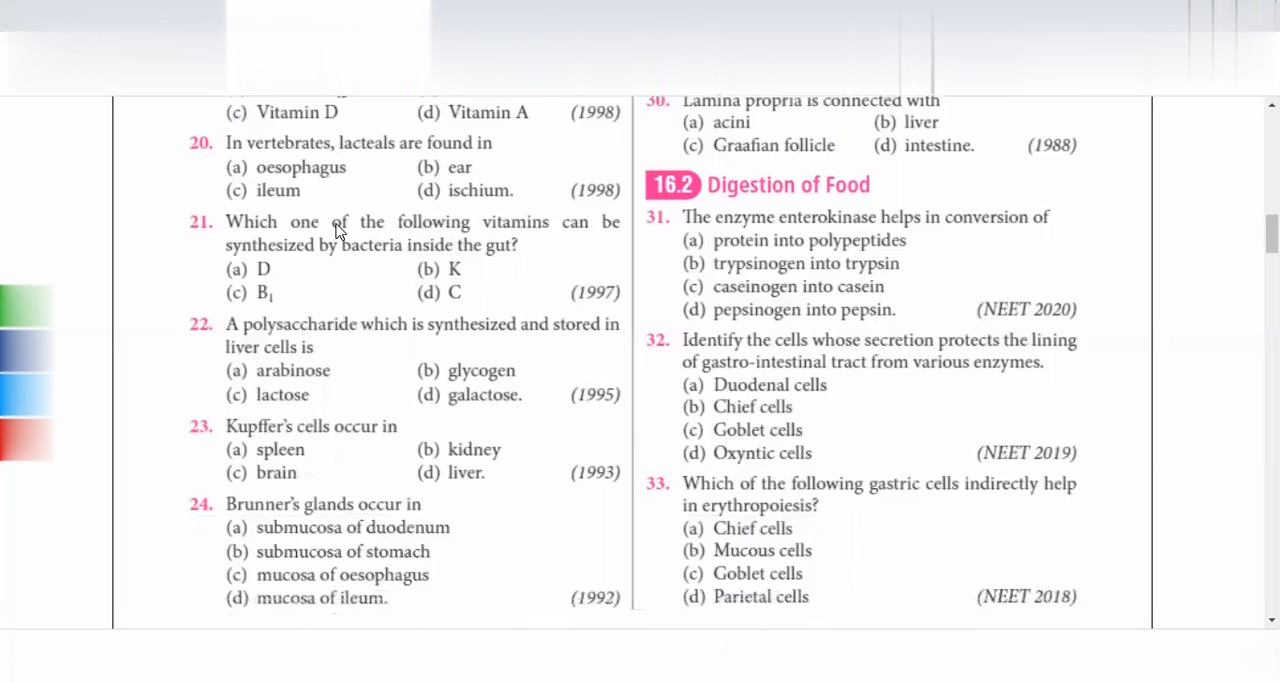 (c) Vitamin D (d) Vitamin A (1998)
20. In vertebrates, lacteals are found in
(a) oesophagus (b) ear
(c) ileum (d) ischium. (1998)
21. Which one of the following vitamins can be
synthesized by bacteria inside the gut?
(a) D (b) K
(c) B₁ (d) C (1997)
22. A polysaccharide which is synthesized and stored in
liver cells is
(a) arabinose (b) glycogen
(c) lactose (d) galactose. (1995)
23. Kupffer's cells occur in
(a) spleen (b) kidney
(c) brain (d) liver. (1993)
24. Brunner's glands occur in
(a) submucosa of duodenum
(b) submucosa of stomach
(c) mucosa of oesophagus
(d) mucosa of ileum. (1992)
30. Lamina propria is connected with
(a) acini (b) liver
(c) Graafian follicle (d) intestine. (1988)
16.2 Digestion of Food
31. The enzyme enterokinase helps in conversion of
(a) protein into polypeptides
(b) trypsinogen into trypsin
(c) caseinogen into casein
(d) pepsinogen into pepsin. (NEET 2020)
32. Identify the cells whose secretion protects the lining
of gastro-intestinal tract from various enzymes.
(a) Duodenal cells
(b) Chief cells
(c) Goblet cells
(d) Oxyntic cells (NEET 2019)
33. Which of the following gastric cells indirectly help
in erythropoiesis?
(a) Chief cells
(b) Mucous cells
(c) Goblet cells
(d) Parietal cells (NEET 2018)